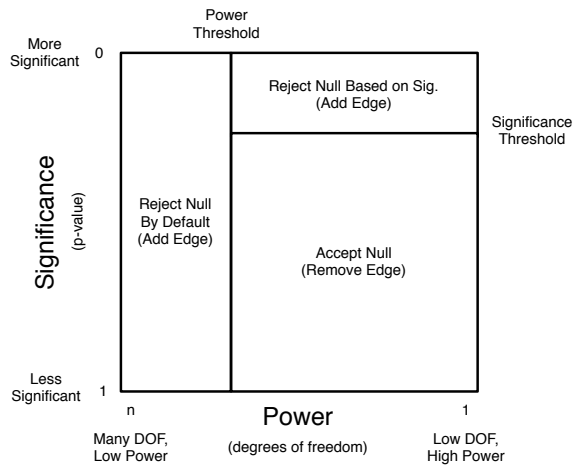 Power
Threshold
More
Significant
0
Reject Null Based on Sig.
(Add Edge)
Significance
Threshold
Significance
(p-value)
Reject Null
By Default
(Add Edge)
Accept Null
(Remove Edge)
Less
Significant
1
n
Power
1
Many DOF,
Low Power
(degrees of freedom)
Low DOF,
High Power